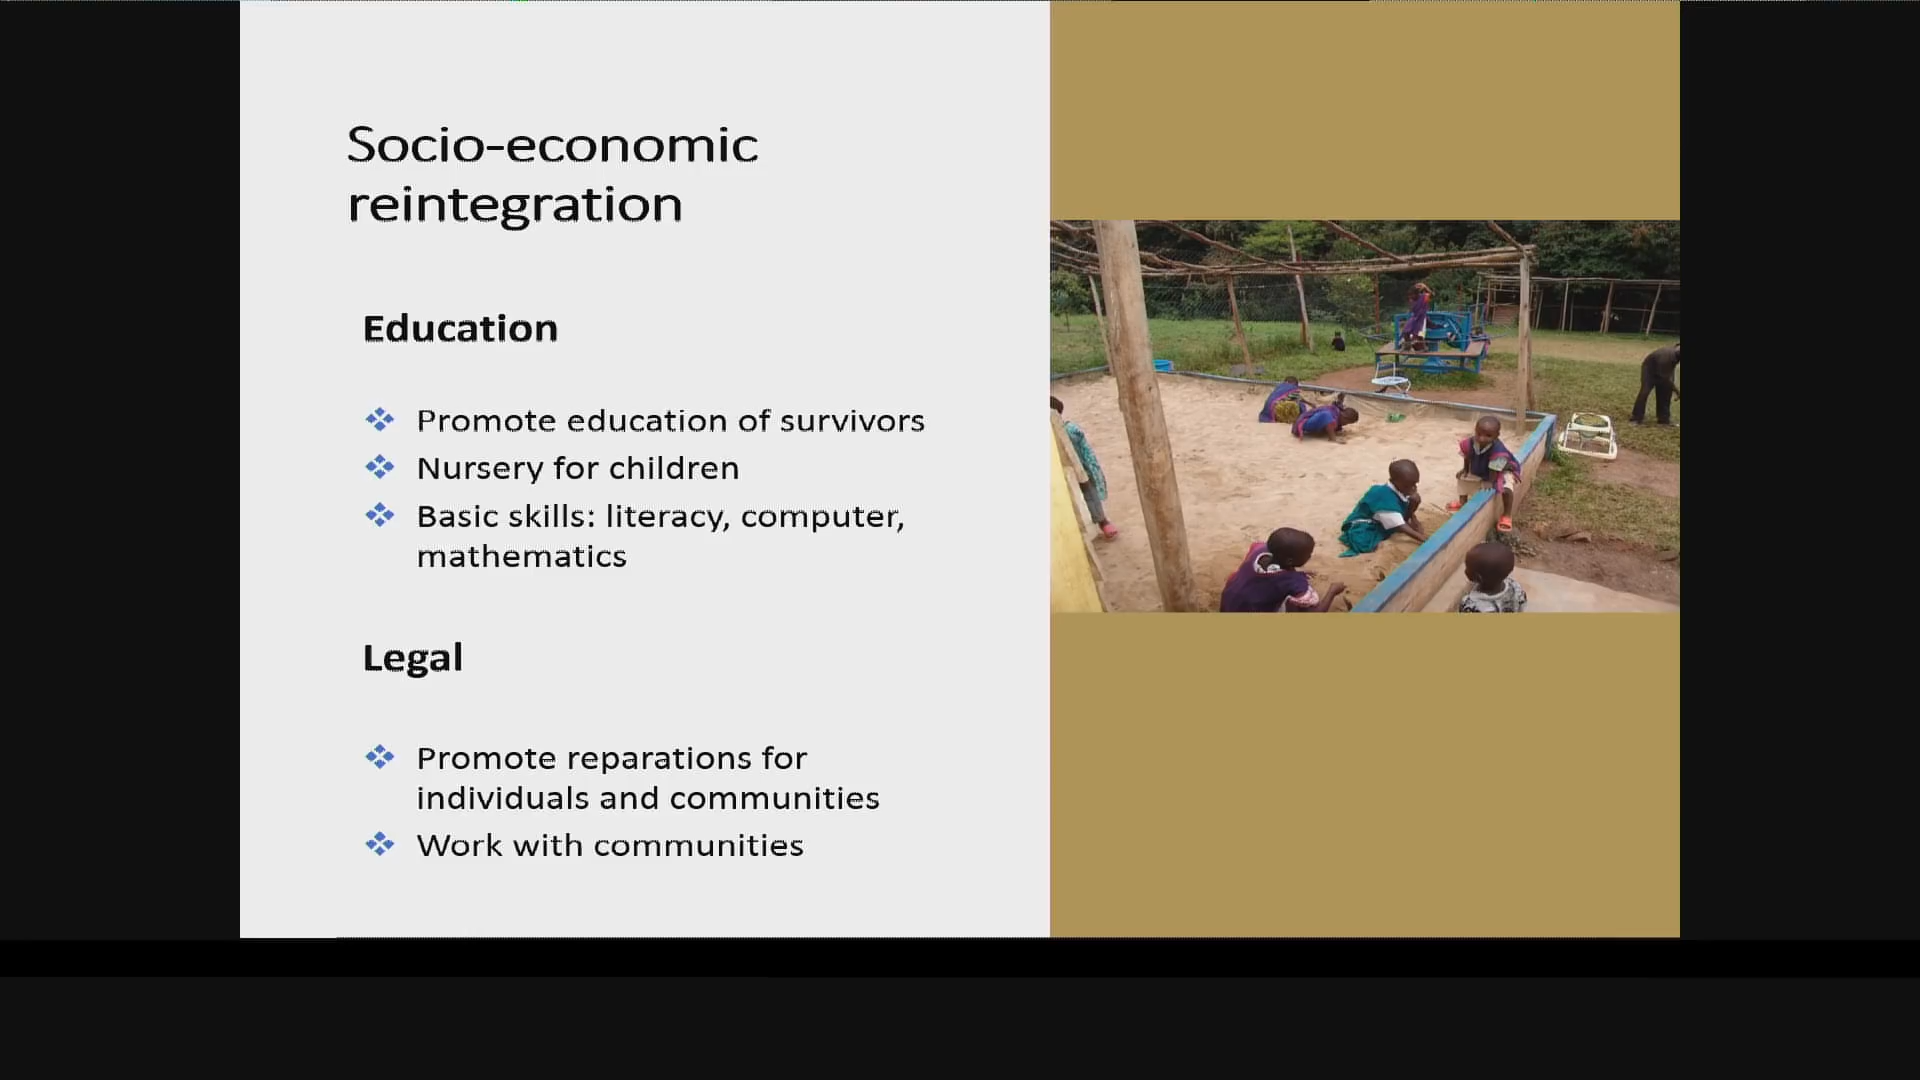 Socio-economic
reintegration
Education
Promote education of survivors
Nursery for children
Basic skills: literacy, computer,
mathematics
Legal
Promote reparations for
individuals and communities
Work with communities